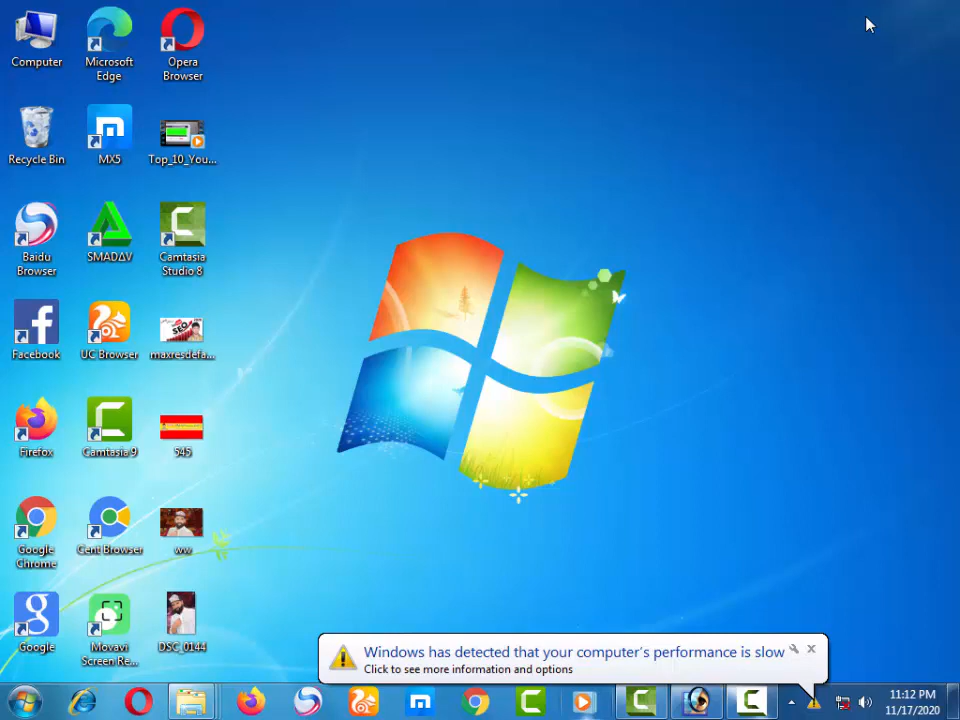 Computer
Microsoft
Edge
Opera
Browser
Recycle Bin
MX5
Top_10_You...
Baidu
Browser
SMADΔV
Camtasia
Studio 8
Facebook
UC Browser
SEO
maxresdefa...
Firefox
Camtasia 9
545
Google
Chrome
Cent Browser
ww
Google
Movavi
Screen Re...
DSC_0144
Windows has detected that your computer's performance is slow
Click to see more information and options
11:12 PM
11/17/2020